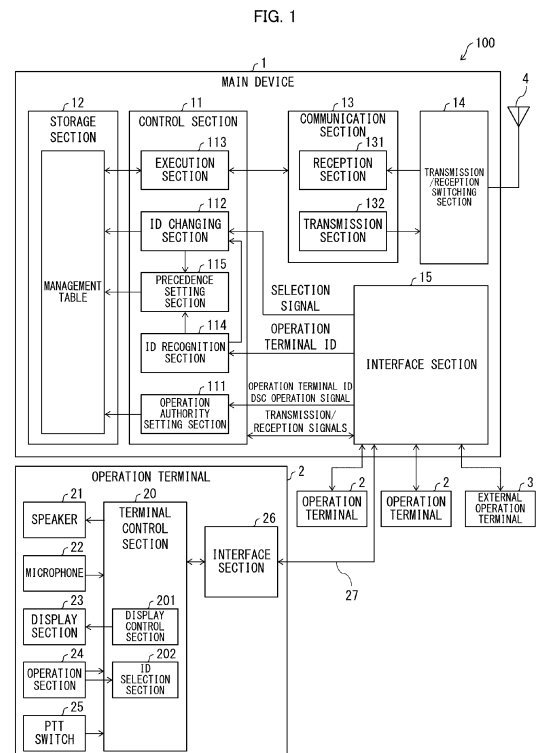 FIG. 1
100
1
MAIN DEVICE
12
STORAGE
SECTION
MANAGEMENT
TABLE
11
CONTROL SECTION
113
EXECUTION
SECTION
112
ID CHANGING
SECTION
115
PRECEDENCE
SETTING
SECTION
114
ID RECOGNITION
SECTION
111
OPERATION
AUTHORITY
SETTING SECTION
13
COMMUNICATION
SECTION
131
RECEPTION
SECTION
132
TRANSMISSION
SECTION
14
TRANSMISSION
/RECEPTION
SWITCHING
SECTION
4
SELECTION
SIGNAL
OPERATION
TERMINAL ID
OPERATION TERMINAL ID
DSC OPERATION SIGNAL
TRANSMISSION/
RECEPTION SIGNALS
15
INTERFACE SECTION
2
OPERATION TERMINAL
21
SPEAKER
22
MICROPHONE
23
DISPLAY
SECTION
24
OPERATION
SECTION
25
PTT
SWITCH
20
TERMINAL
CONTROL
SECTION
201
DISPLAY
CONTROL
SECTION
202
ID
SELECTION
SECTION
26
INTERFACE
SECTION
27
2
OPERATION
TERMINAL
2
OPERATION
TERMINAL
3
EXTERNAL
OPERATION
TERMINAL